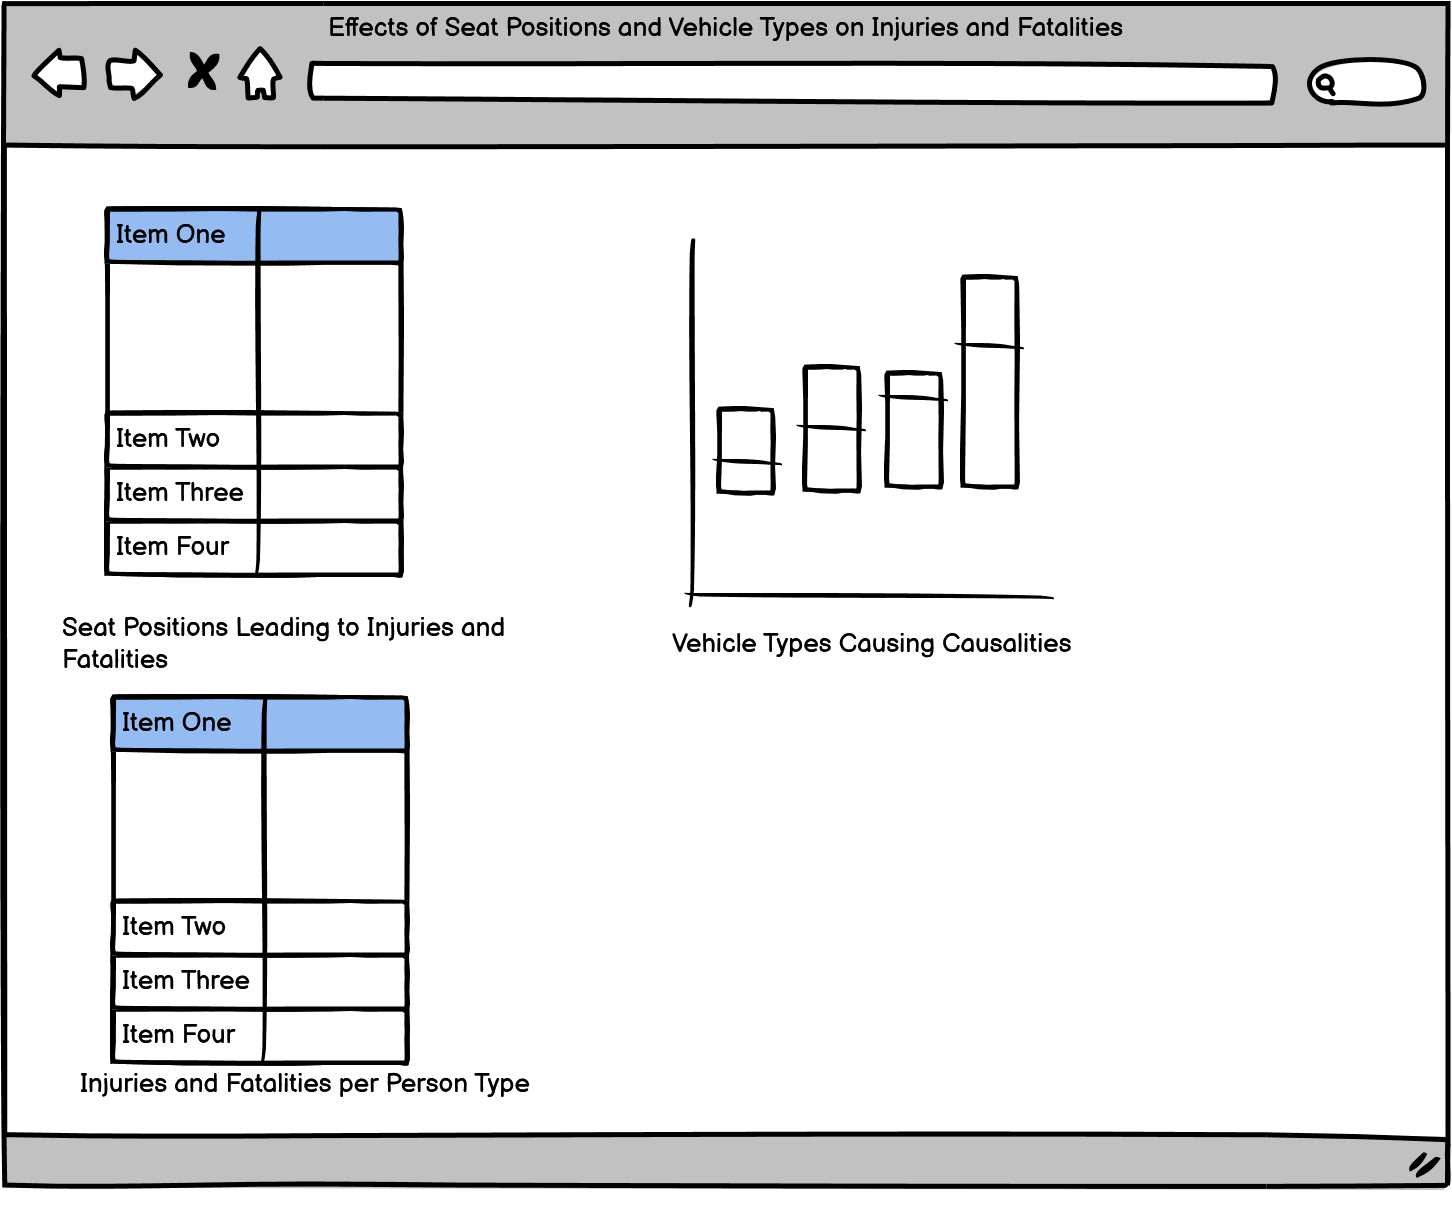 Effects of Seat Positions and Vehicle Types on Injuries and Fatalities
Item One
Item Two
Item Three
Item Four
Seat Positions Leading to Injuries and
Fatalities
Vehicle Types Causing Causalities
Item One
Item Two
Item Three
Item Four
Injuries and Fatalities per Person Type